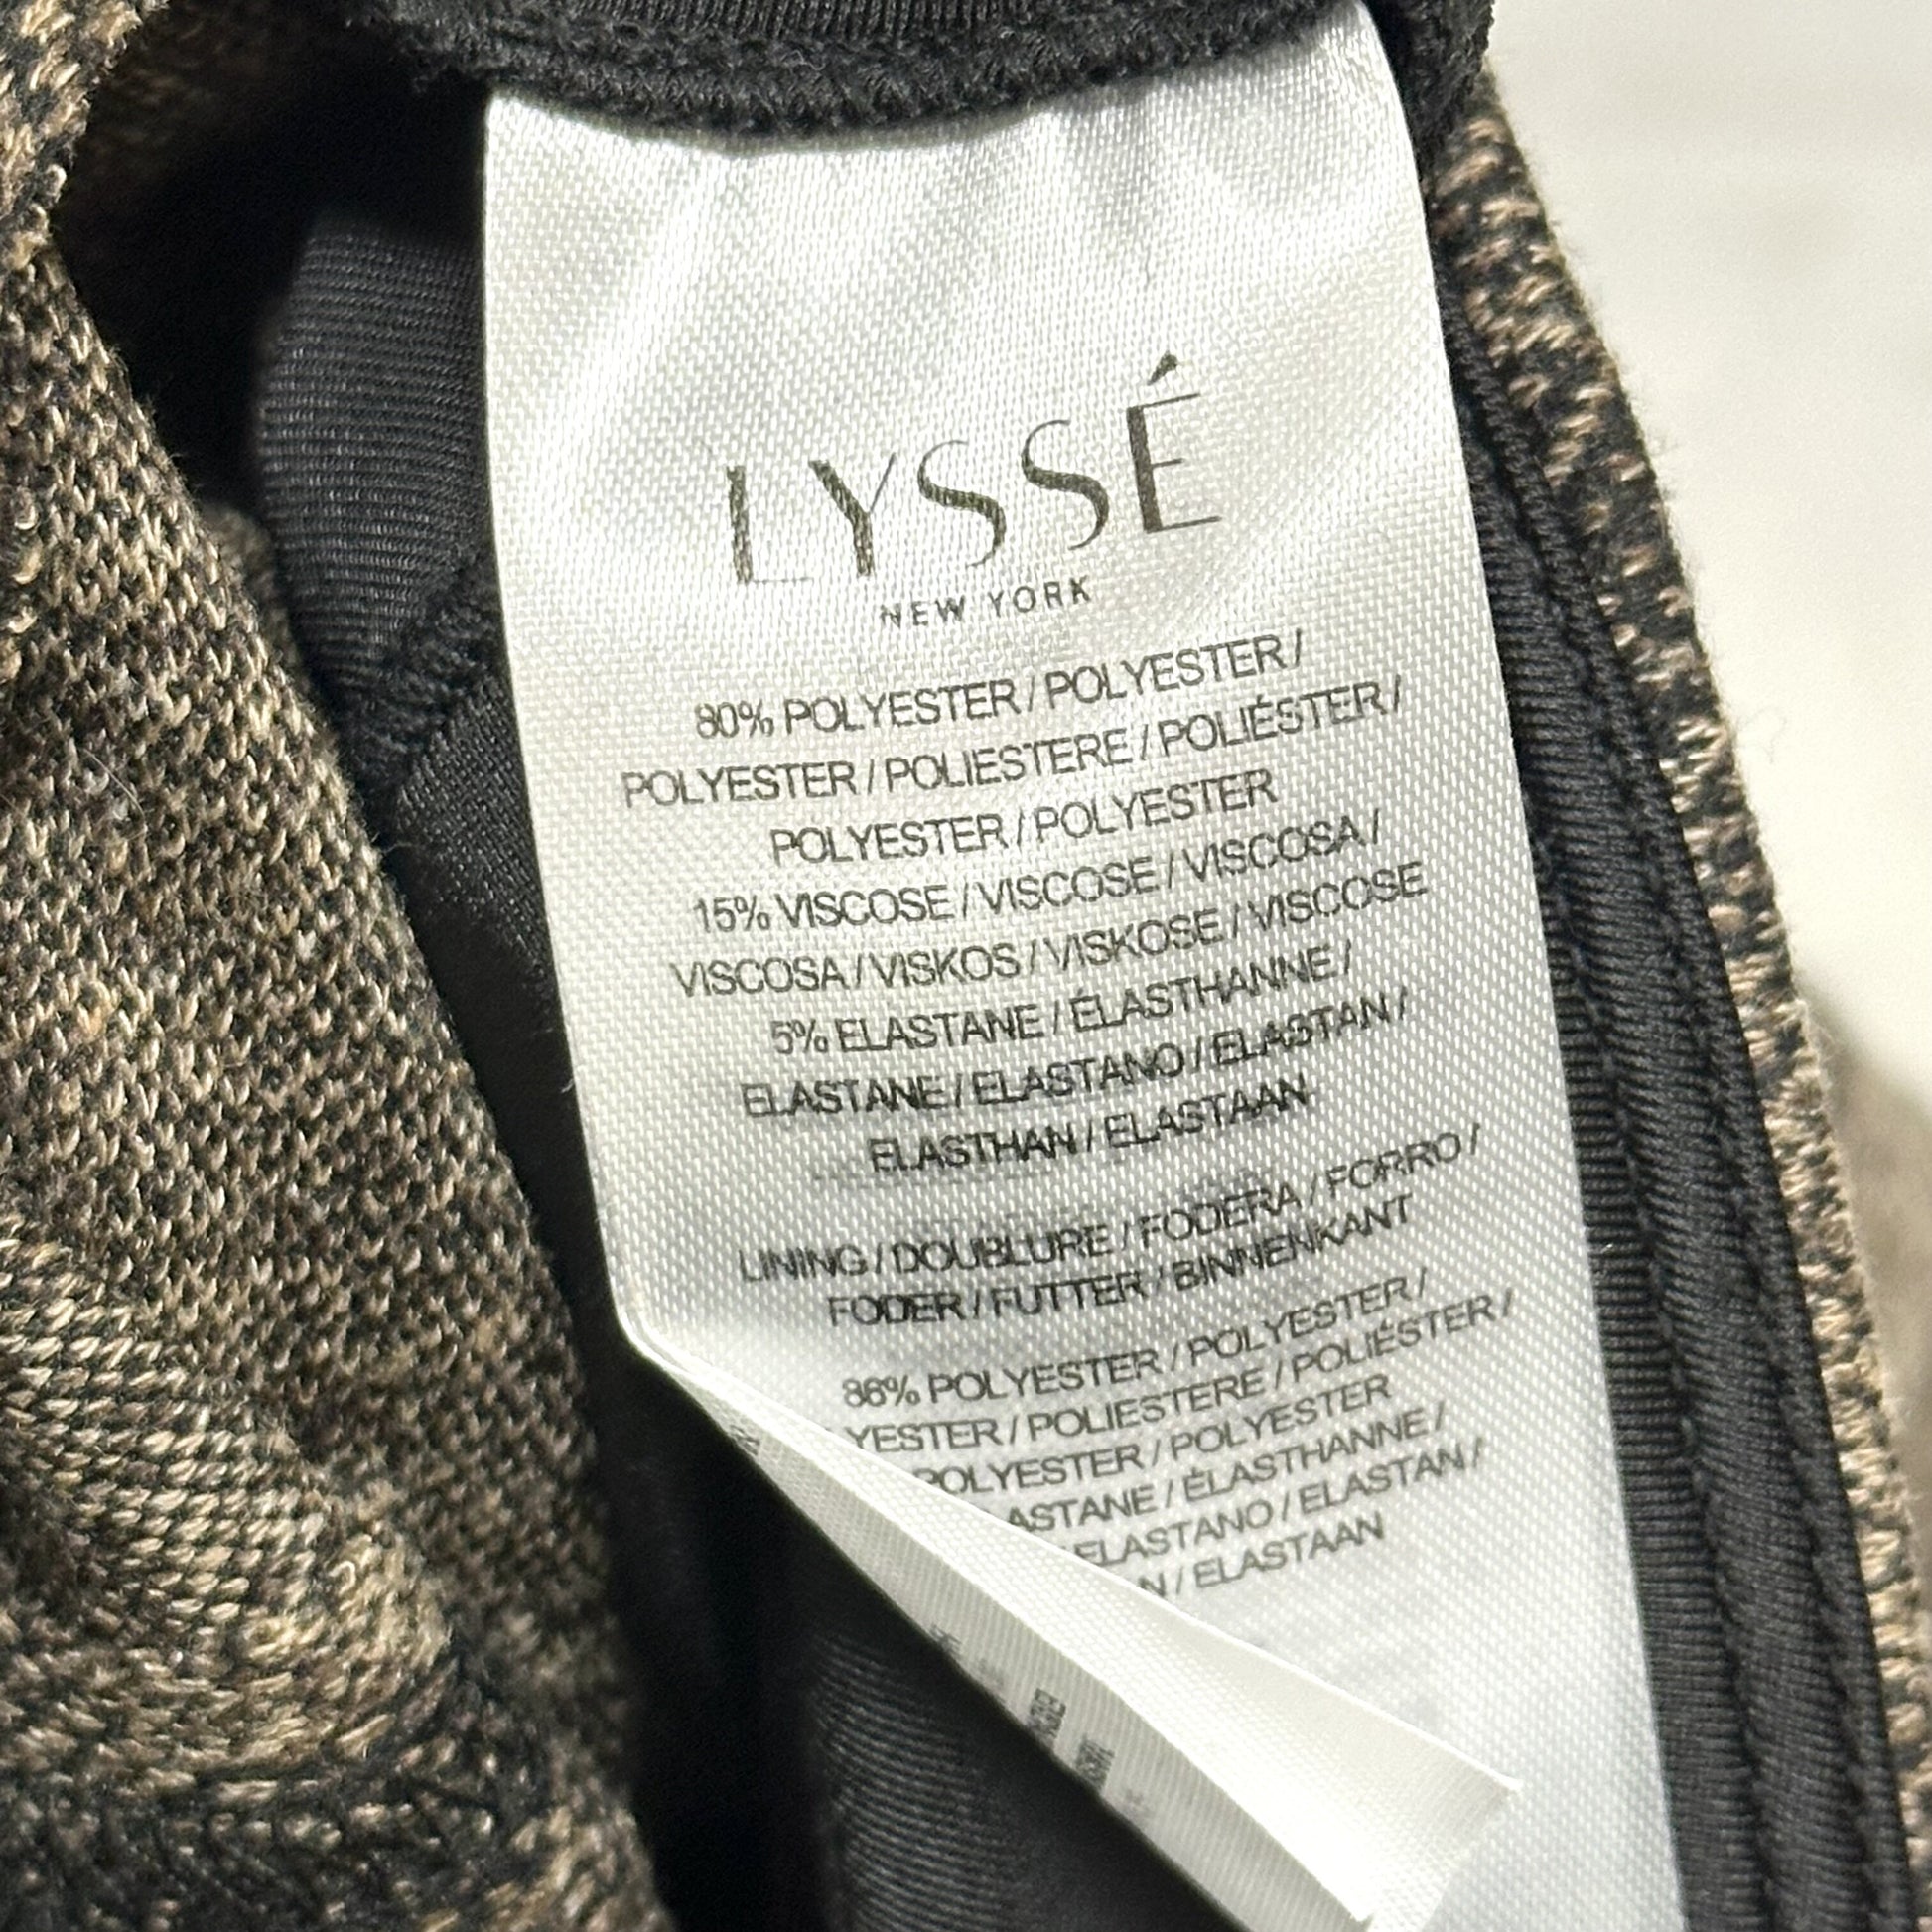 LYSSÉ
NEW YORK
80% POLYESTER / POLYESTER /
POLYESTER / POLIESTERE / POLIÉSTER /
POLYESTER / POLYESTER
15% VISCOSE / VISCOSE / VISCOSA /
VISCOSA / VISKOS / VISKOSE / VISCOSE
5% ELASTANE / ÉLASTHANNE /
ELASTANE / ELASTANO / ELASTAN /
ELASTHAN / ELASTAAN
LINING / DOUBLURE / FODERA / FORRO /
FODER / FUTTER / BINNENKANT
86% POLYESTER / POLYESTER /
YESTER / POLIESTERE / POLIÉSTER /
POLYESTER / POLYESTER
ASTANE / ÉLASTHANNE /
ELASTANO / ELASTAN /
N / ELASTAAN